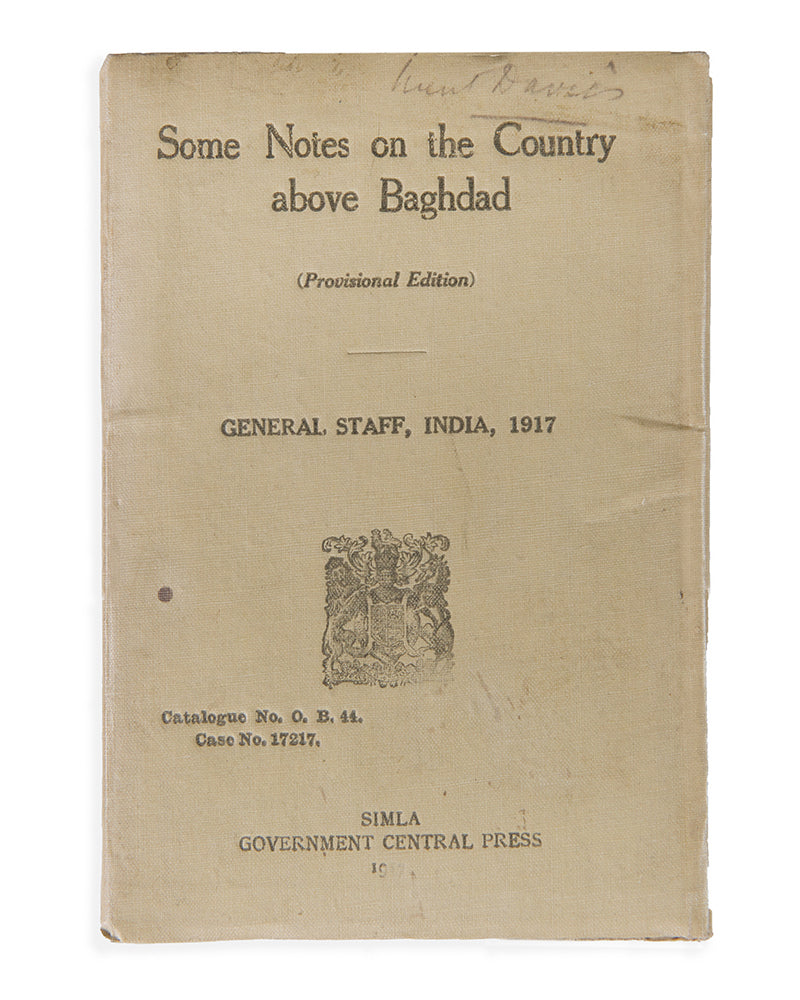 Davies
Some Notes on the Country
above Baghdad
(Provisional Edition)
GENERAL STAFF, INDIA, 1917
Catalogue No. O. B. 44.
Case No. 17217.
SIMLA
GOVERNMENT CENTRAL PRESS